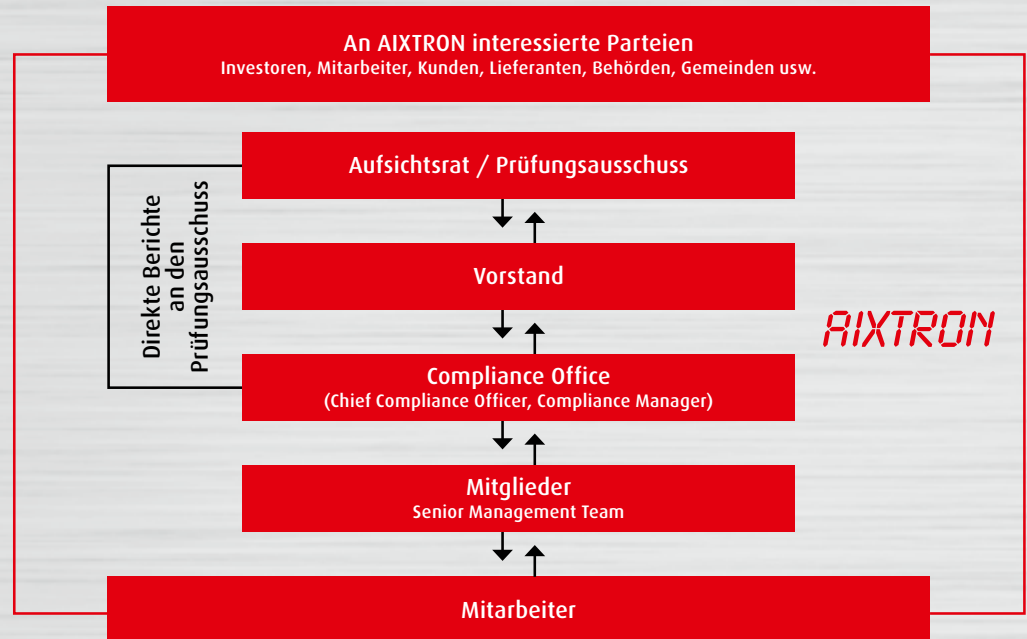 An AIXTRON interessierte Parteien
Investoren, Mitarbeiter, Kunden, Lieferanten, Behörden, Gemeinden usw.
Aufsichtsrat / Prüfungsausschuss
Direkte Berichte
an den
Prüfungsausschuss
Vorstand
AIXTRON
Compliance Office
(Chief Compliance Officer, Compliance Manager)
Mitglieder
Senior Management Team
Mitarbeiter